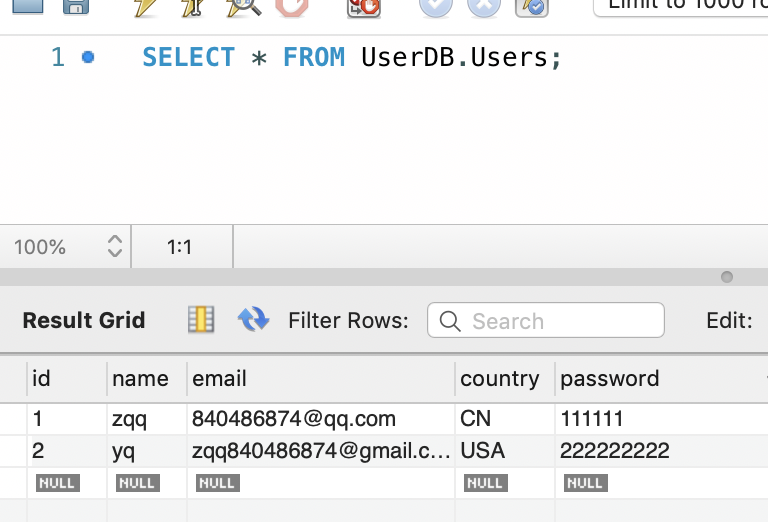 Limit to 1000 ro
1 SELECT * FROM UserDB.Users;
100% 1:1
Result Grid Filter Rows: Search Edit:
id name email country password
1 zqq 840486874@qq.com CN 111111
2 yq zqq840486874@gmail.c... USA 222222222
NULL NULL NULL NULL NULL